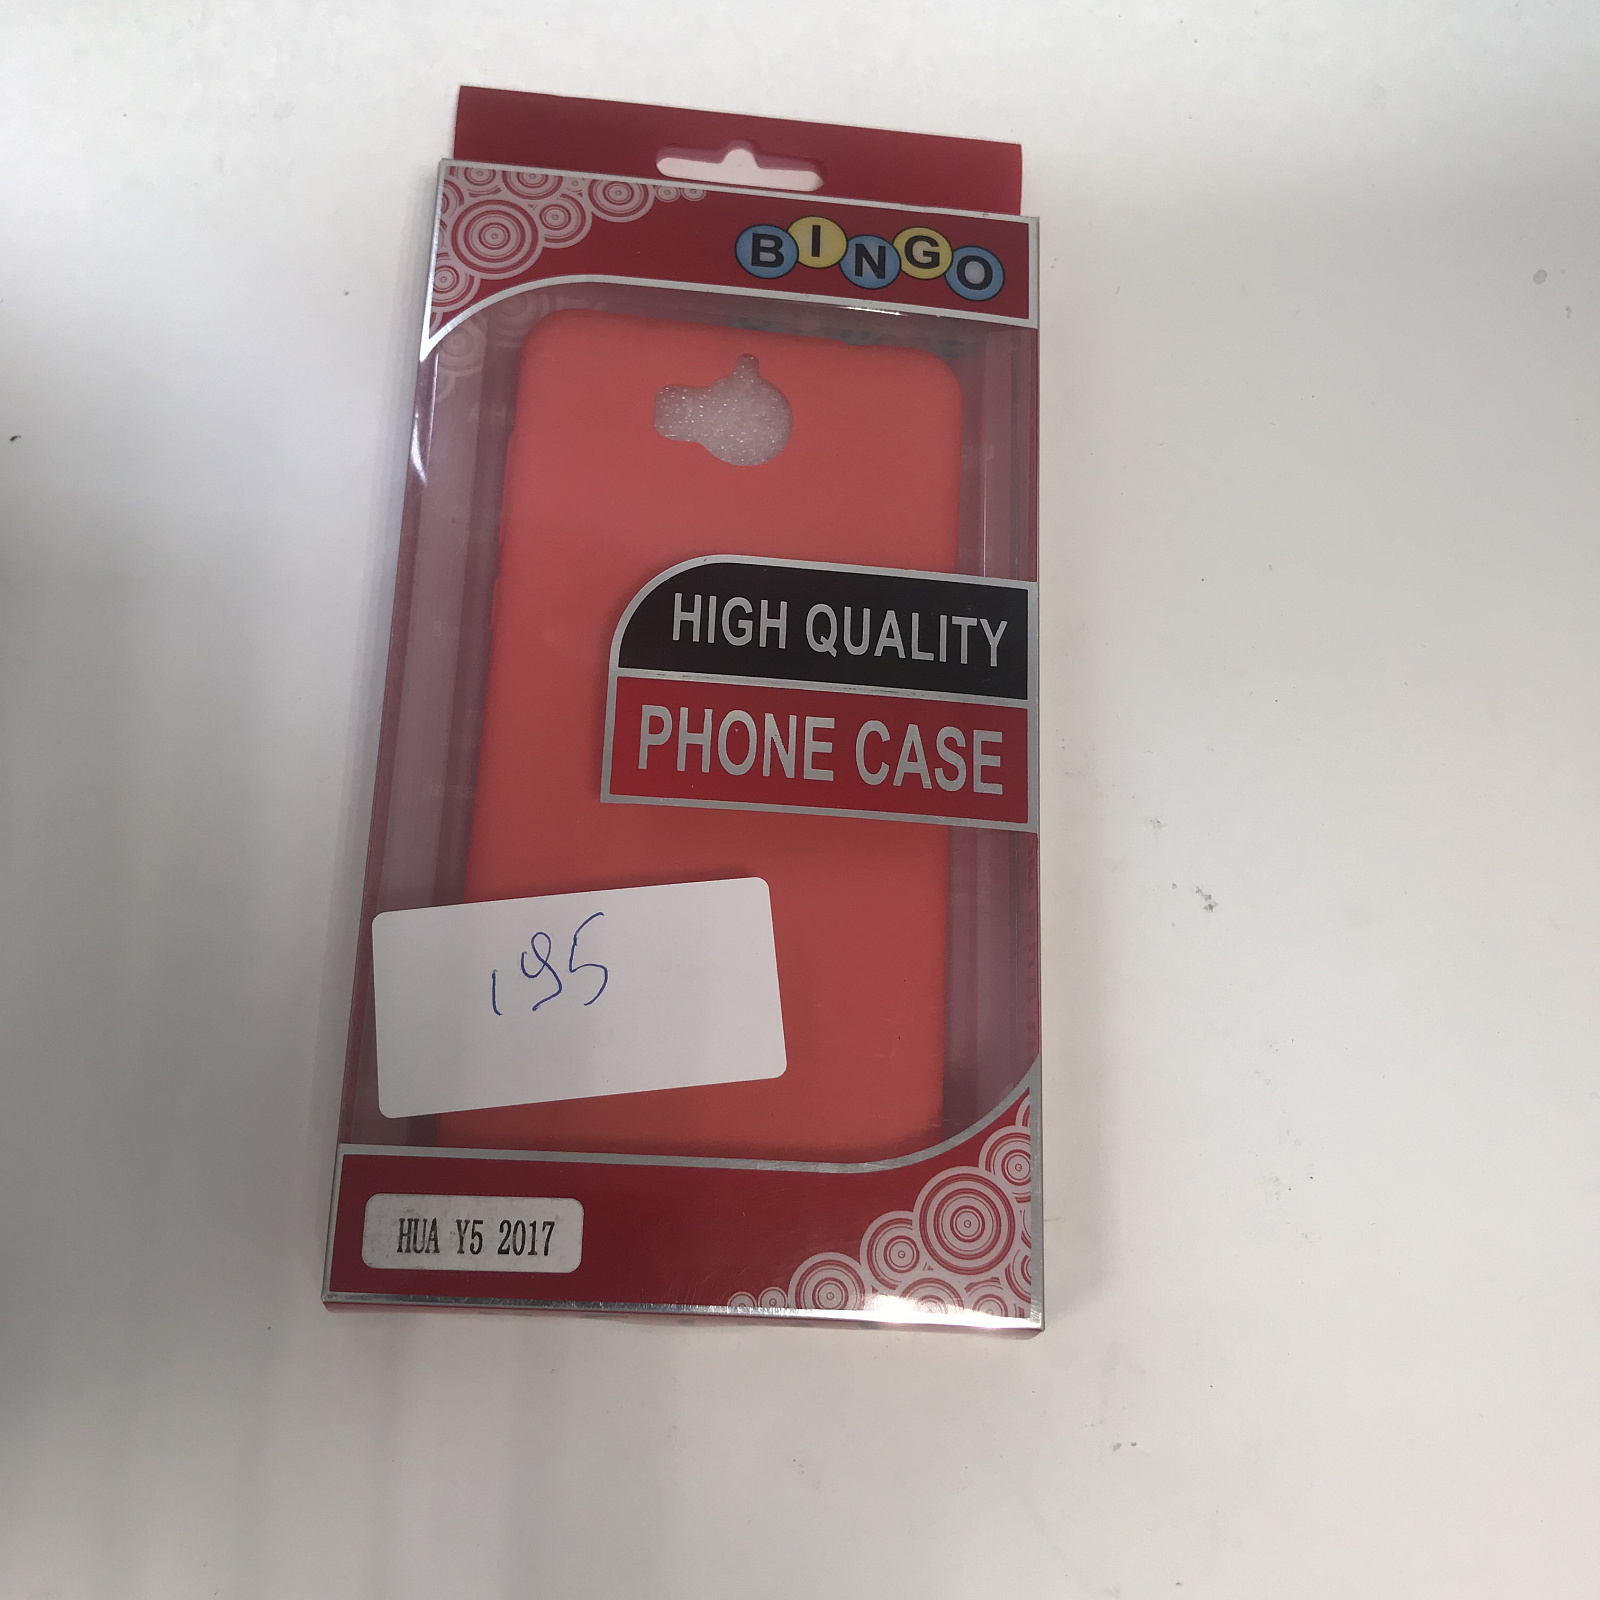 BINGO
HIGH QUALITY
PHONE CASE
195
HUA Y5 2017